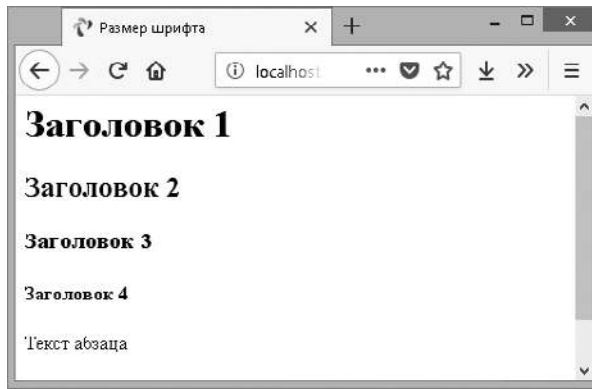 Размер шрифта
localhost
Заголовок 1
Заголовок 2
Заголовок 3
Заголовок 4
Текст абзаца